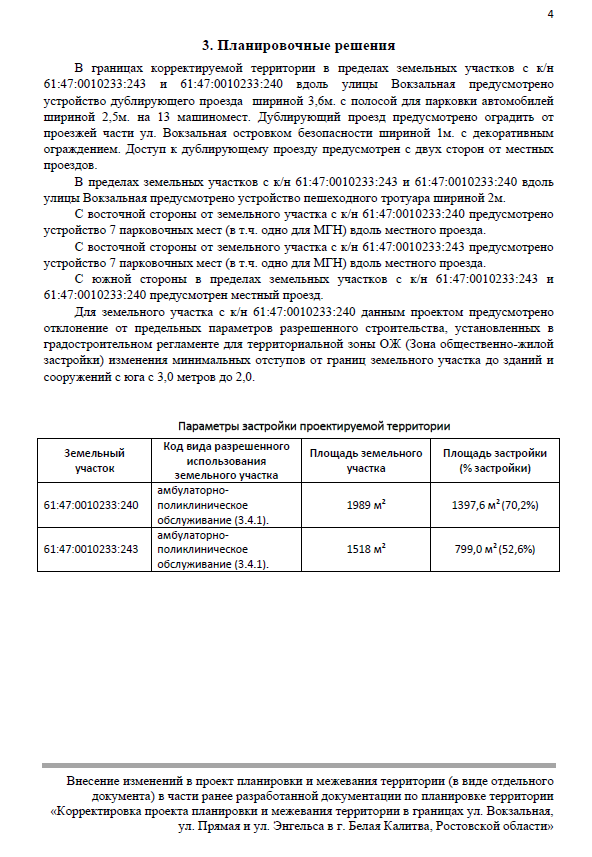 4
3. Планировочные решения
В границах корректируемой территории в пределах земельных участков с к/н
61:47:0010233:243 и 61:47:0010233:240 вдоль улицы Вокзальная предусмотрено
устройство дублирующего проезда шириной 3,6м. с полосой для парковки автомобилей
шириной 2,5м. на 13 машиномест. Дублирующий проезд предусмотрено оградить от
проезжей части ул. Вокзальная островком безопасности шириной 1м. с декоративным
ограждением. Доступ к дублирующему проезду предусмотрен с двух сторон от местных
проездов.
В пределах земельных участков с к/н 61:47:0010233:243 и 61:47:0010233:240 вдоль
улицы Вокзальная предусмотрено устройство пешеходного тротуара шириной 2м.
С восточной стороны от земельного участка с к/н 61:47:0010233:240 предусмотрено
устройство 7 парковочных мест (в т.ч. одно для МГН) вдоль местного проезда.
С восточной стороны от земельного участка с к/н 61:47:0010233:243 предусмотрено
устройство 7 парковочных мест (в т.ч. одно для МГН) вдоль местного проезда.
С южной стороны в пределах земельных участков с к/н 61:47:0010233:243 и
61:47:0010233:240 предусмотрен местный проезд.
Для земельного участка с к/н 61:47:0010233:240 данным проектом предусмотрено
отклонение от предельных параметров разрешенного строительства, установленных в
градостроительном регламенте для территориальной зоны ОЖ (Зона общественно-жилой
застройки) изменения минимальных отступов от границ земельного участка до зданий и
сооружений с юга с 3,0 метров до 2,0.
Параметры застройки проектируемой территории
Земельный
участок
Код вида разрешенного
использования
земельного участка
Площадь земельного
участка
Площадь застройки
(% застройки)
61:47:0010233:240
амбулаторно-
поликлиническое
обслуживание (3.4.1).
1989 м²
1397,6 м² (70,2%)
61:47:0010233:243
амбулаторно-
поликлиническое
обслуживание (3.4.1).
1518 м²
799,0 м² (52,6%)
Внесение изменений в проект планировки и межевания территории (в виде отдельного
документа) в части ранее разработанной документации по планировке территории
«Корректировка проекта планировки и межевания территории в границах ул. Вокзальная,
ул. Прямая и ул. Энгельса в г. Белая Калитва, Ростовской области»